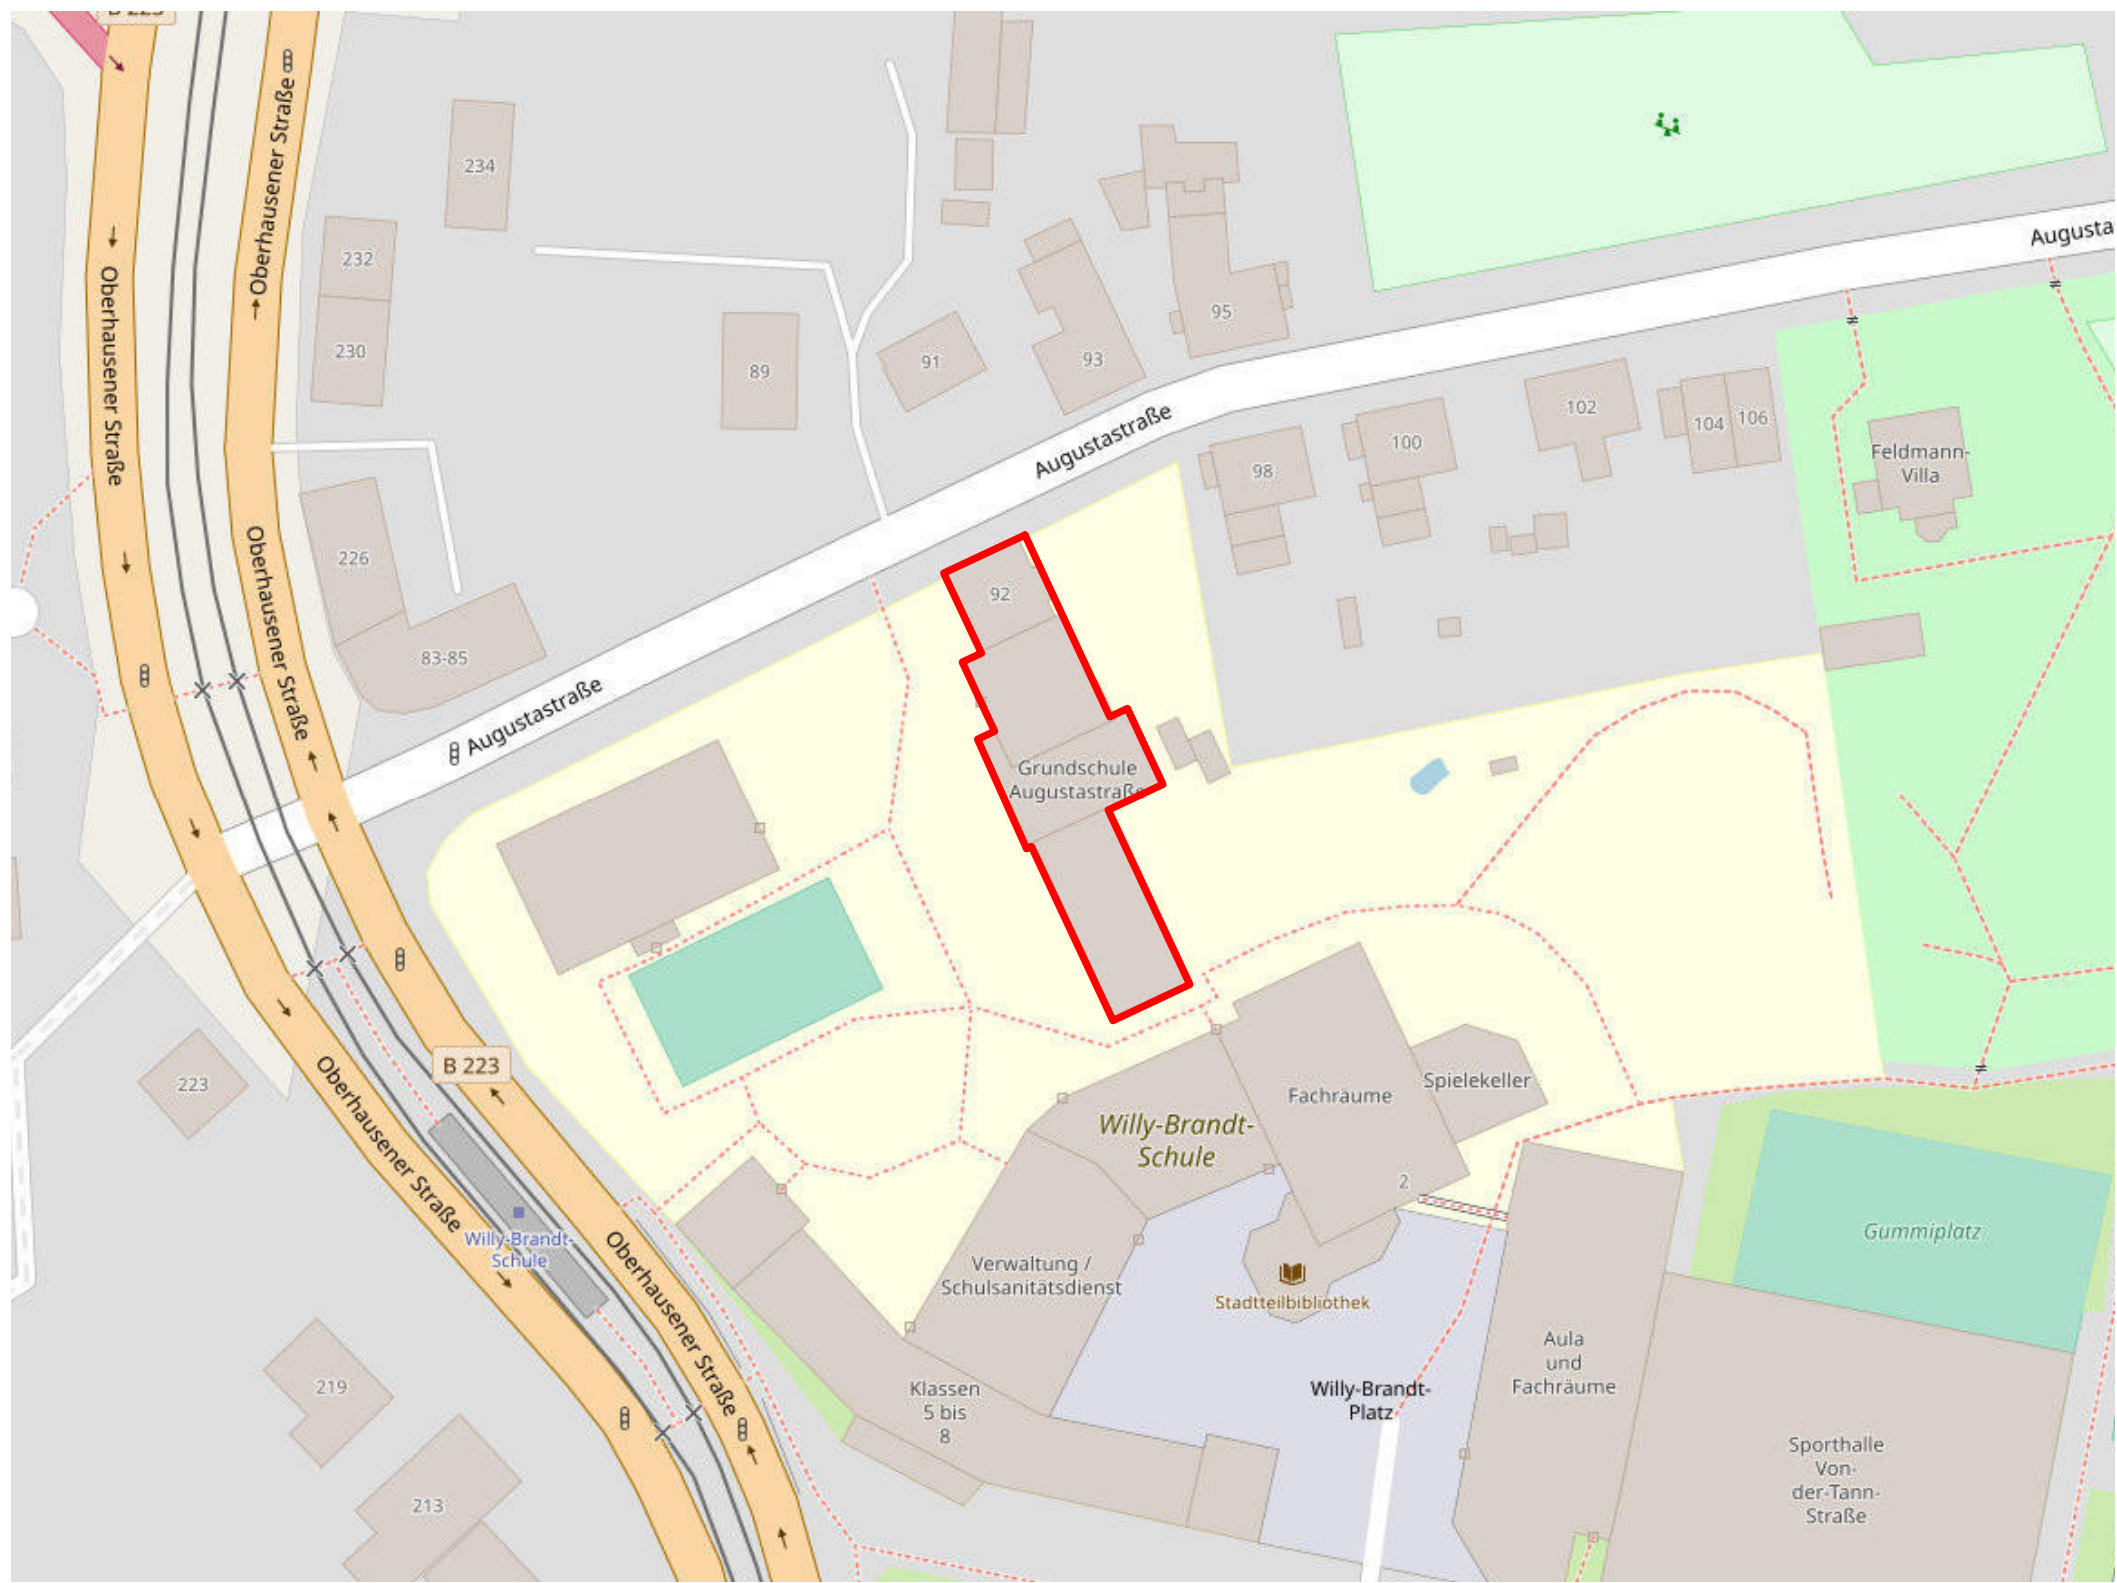 B 223
Oberhausener Straße
234
232
230
Oberhausener Straße
89
91
93
95
Augusta
Augustastraße
98
100
102
104
106
Feldmann-
Villa
226
83-85
Oberhausener Straße
92
Augustastraße
Grundschule
Augustastraße
B 223
223
Oberhausener Straße
Willy-Brandt-
Schule
Fachräume
Spielekeller
Willy-Brandt-
Schule
2
Gummiplatz
Verwaltung /
Schulsanitätsdienst
Stadtteilbibliothek
Oberhausener Straße
219
Klassen
5 bis
8
Willy-Brandt-
Platz
Aula
und
Fachräume
213
Sporthalle
Von-
der-Tann-
Straße